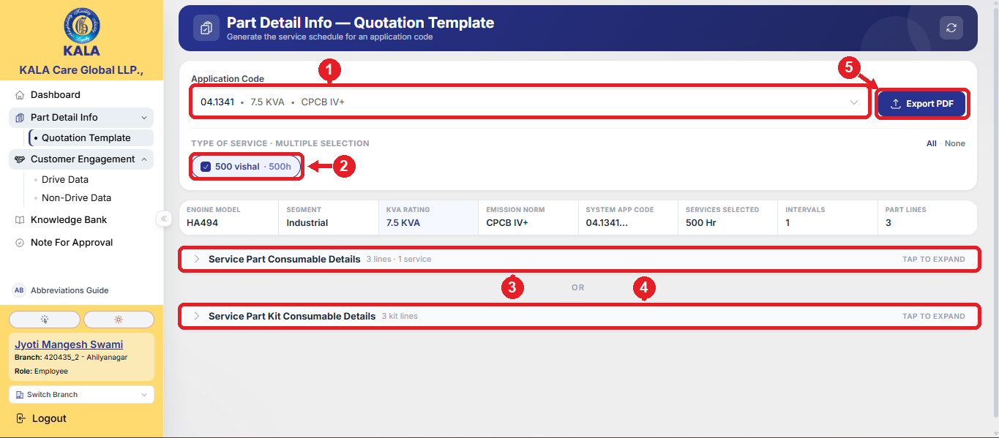 KALA
KALA Care Global LLP.,
Dashboard
Part Detail Info
Quotation Template
Customer Engagement
Drive Data
Non-Drive Data
Knowledge Bank
Note For Approval
AB Abbreviations Guide
Jyoti Mangesh Swami
Branch: 420435_2 - Ahilyanagar
Role: Employee
Switch Branch
Logout
Part Detail Info — Quotation Template
Generate the service schedule for an application code
1
5
Application Code
04.1341 • 7.5 KVA • CPCB IV+
Export PDF
TYPE OF SERVICE · MULTIPLE SELECTION
All · None
500 vishal · 500h
2
ENGINE MODEL
HA494
SEGMENT
Industrial
KVA RATING
7.5 KVA
EMISSION NORM
CPCB IV+
SYSTEM APP CODE
04.1341...
SERVICES SELECTED
500 Hr
INTERVALS
1
PART LINES
3
Service Part Consumable Details 3 lines · 1 service TAP TO EXPAND
3
OR
4
Service Part Kit Consumable Details 3 kit lines TAP TO EXPAND